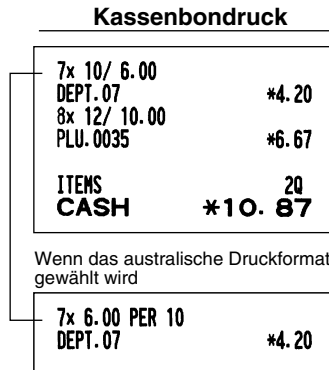 Kassenbondruck
7x 10/ 6.00
DEPT.07 *4.20
8x 12/ 10.00
PLU.0035 *6.67
ITEMS 2Q
CASH *10.87
Wenn das australische Druckformat
gewählt wird
7x 6.00 PER 10
DEPT.07 *4.20